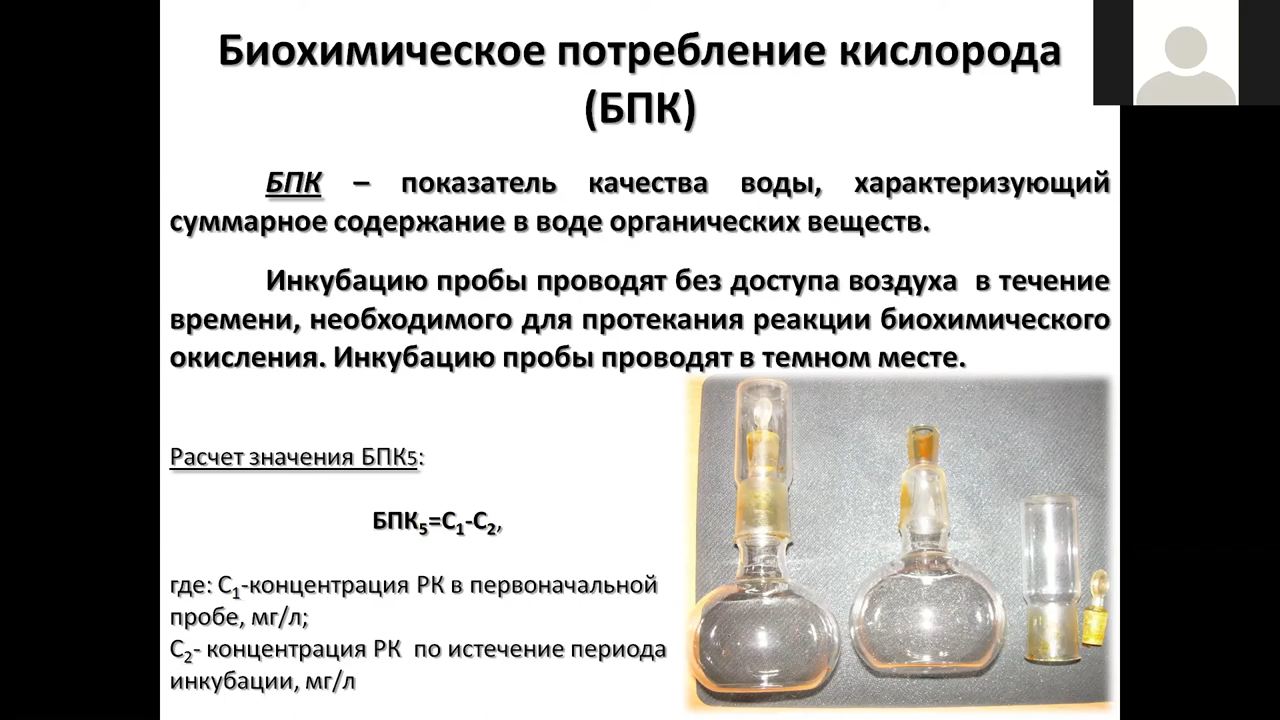 Биохимическое потребление кислорода
(БПК)
БПК – показатель качества воды, характеризующий
суммарное содержание в воде органических веществ.
Инкубацию пробы проводят без доступа воздуха в течение
времени, необходимого для протекания реакции биохимического
окисления. Инкубацию пробы проводят в темном месте.
Расчет значения БПК5:
БПК₅=С₁-С₂,
где: С₁-концентрация РК в первоначальной
пробе, мг/л;
С₂- концентрация РК по истечение периода
инкубации, мг/л